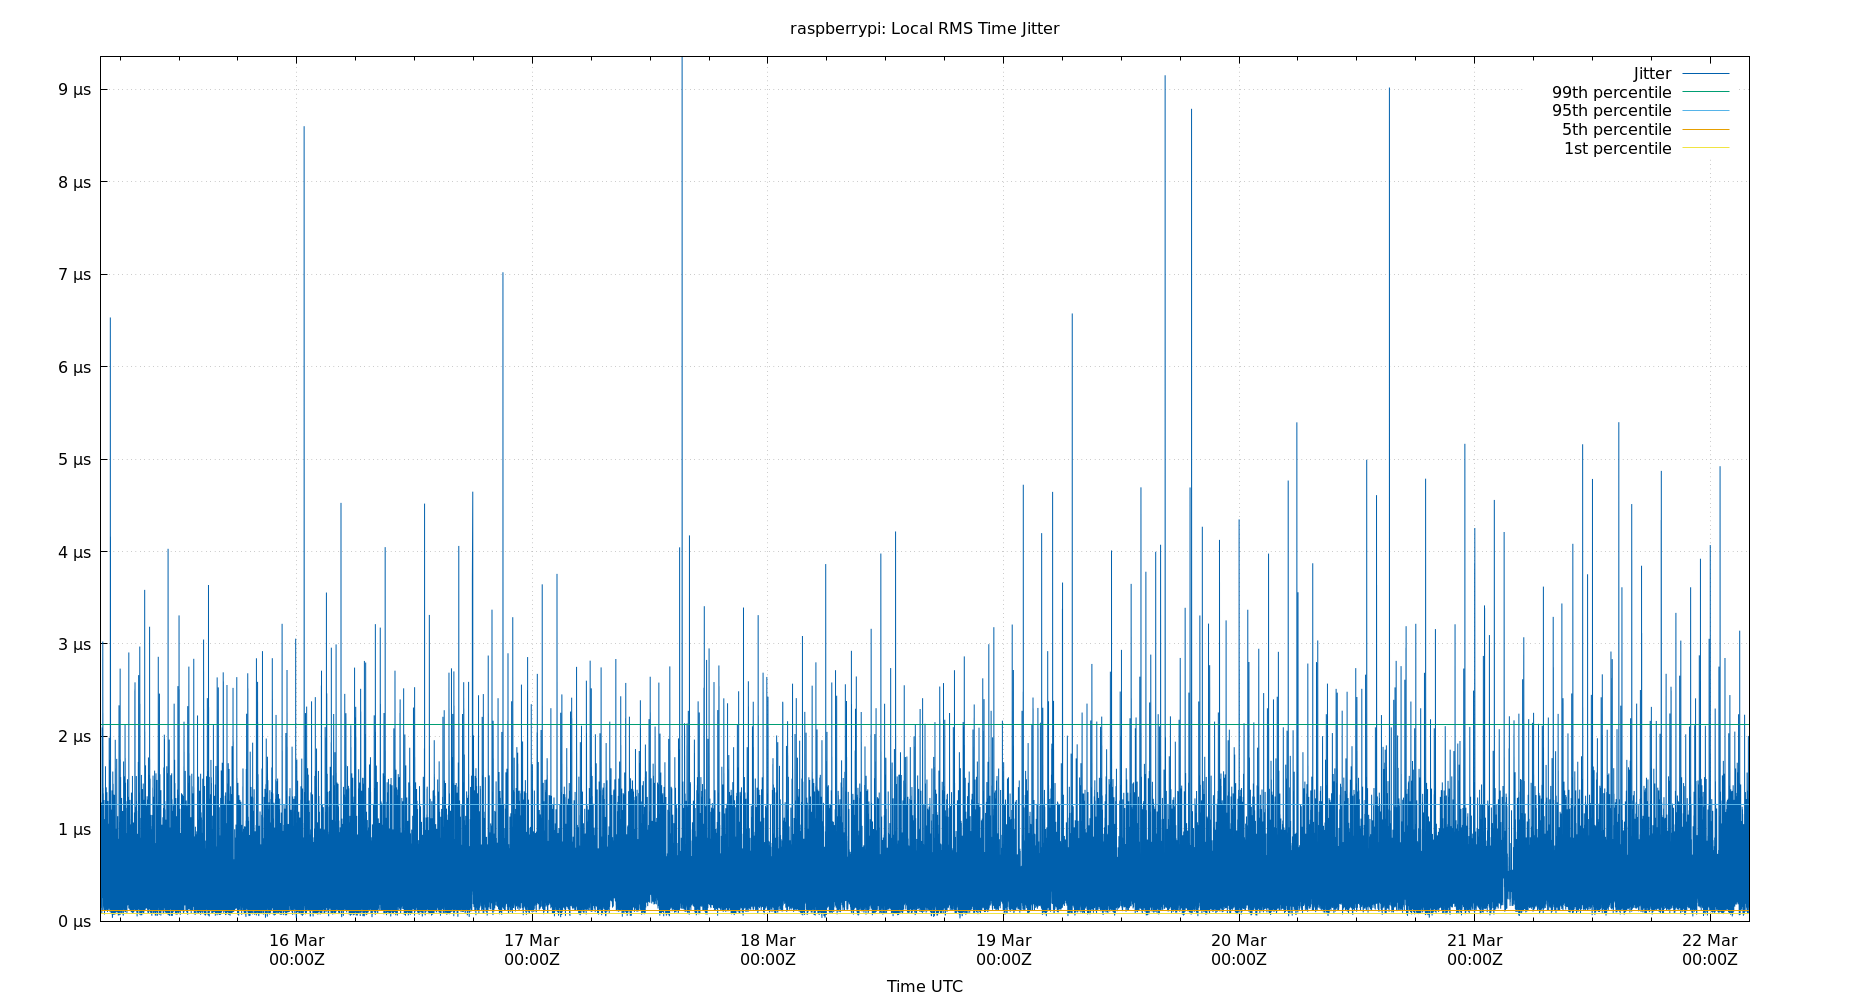 raspberrypi: Local RMS Time Jitter
Jitter
99th percentile
95th percentile
5th percentile
1st percentile
9 µs
8 µs
7 µs
6 µs
5 µs
4 µs
3 µs
2 µs
1 µs
0 µs
16 Mar 17 Mar 18 Mar 19 Mar 20 Mar 21 Mar 22 Mar
00:00Z 00:00Z 00:00Z 00:00Z 00:00Z 00:00Z 00:00Z
Time UTC